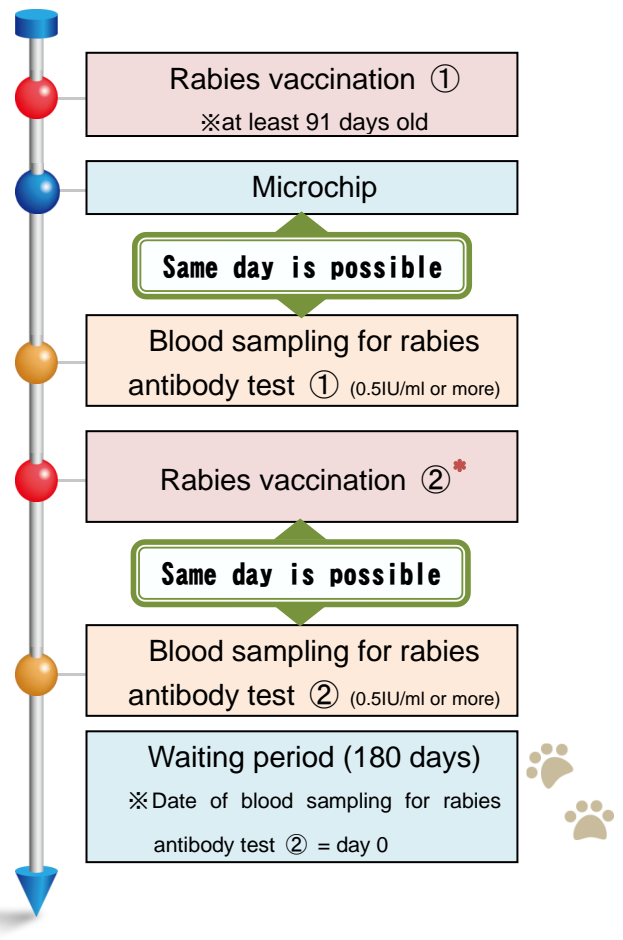 Rabies vaccination ①
※at least 91 days old
Microchip
Same day is possible
Blood sampling for rabies
antibody test ① (0.5IU/ml or more)
Rabies vaccination ②*
Same day is possible
Blood sampling for rabies
antibody test ② (0.5IU/ml or more)
Waiting period (180 days)
※Date of blood sampling for rabies
antibody test ② = day 0